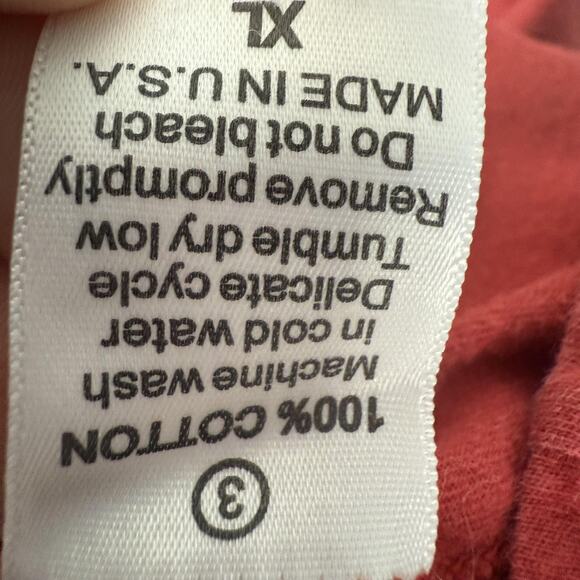 3
100% COTTON
Machine wash
in cold water
Delicate cycle
Tumble dry low
Remove promptly
Do not bleach
MADE IN U.S.A.
XL